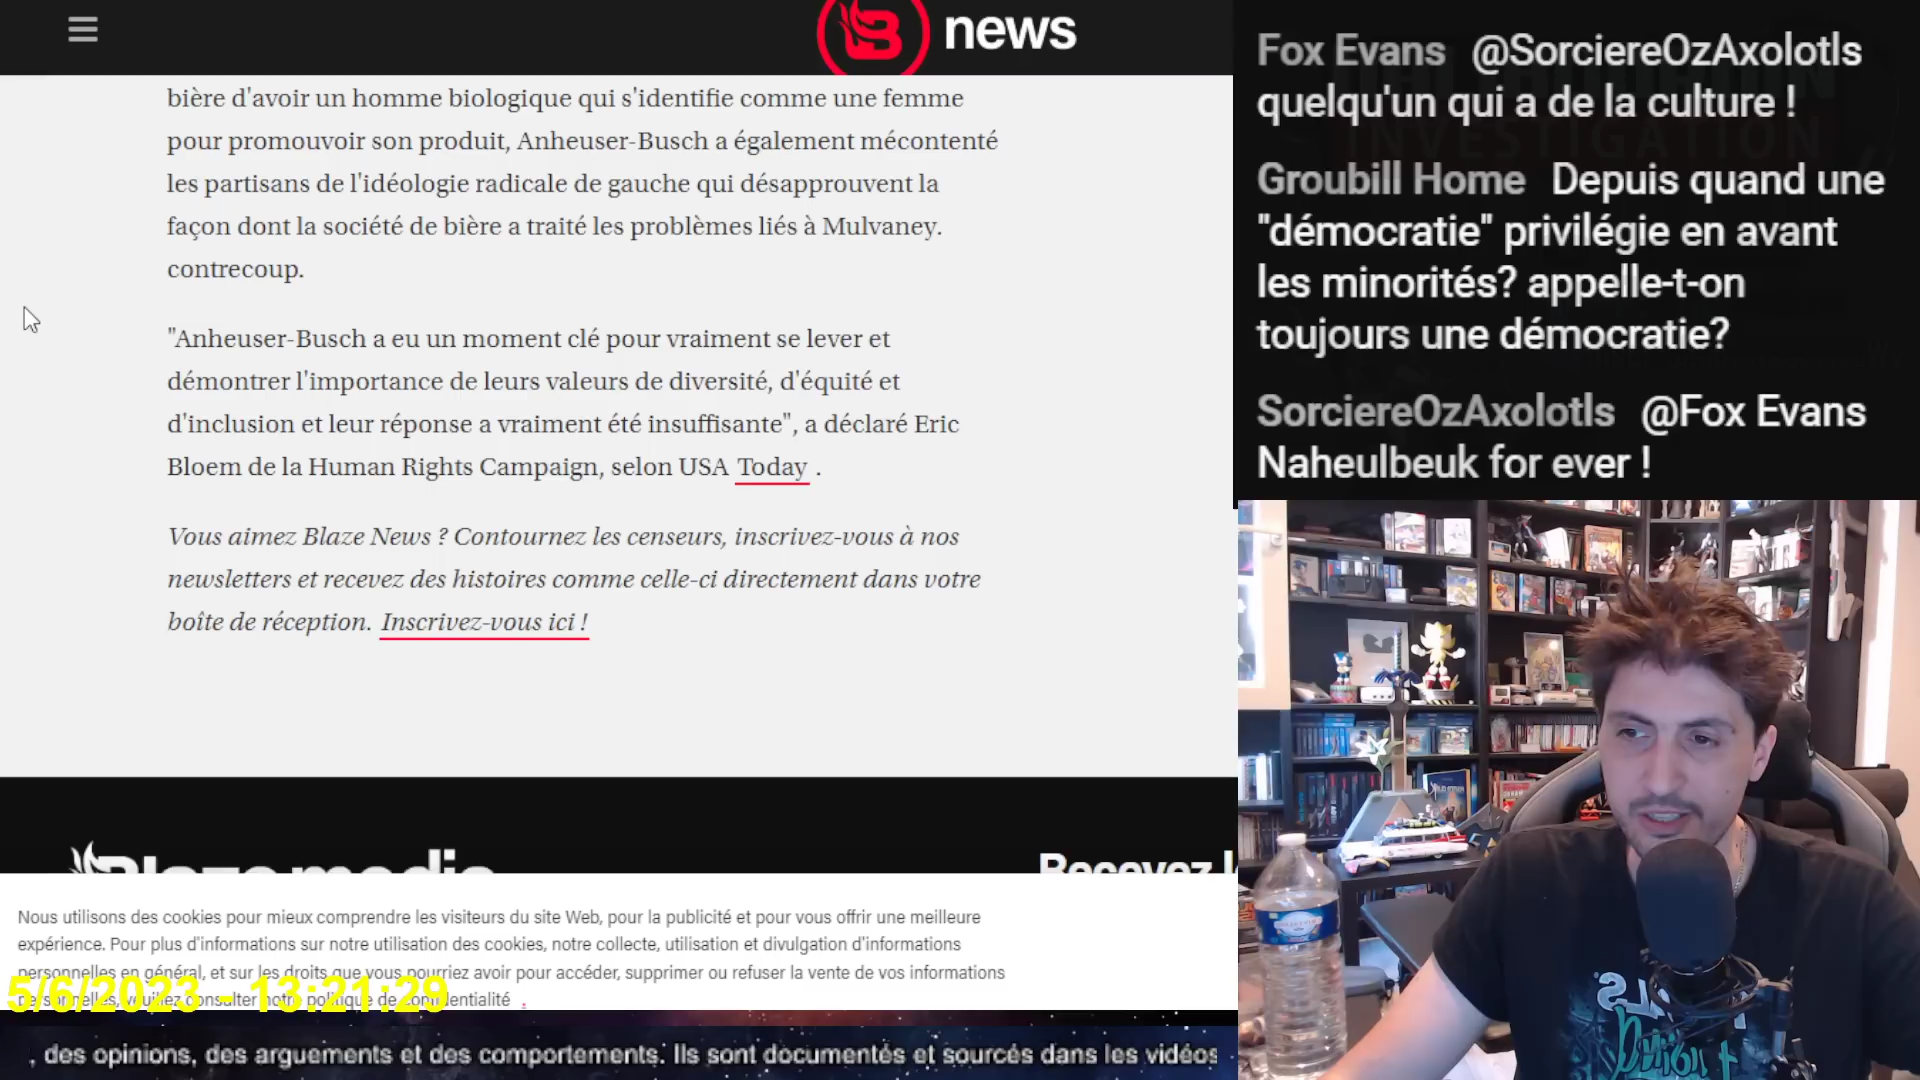 news
bière d'avoir un homme biologique qui s'identifie comme une femme
pour promouvoir son produit, Anheuser-Busch a également mécontenté
les partisans de l'idéologie radicale de gauche qui désapprouvent la
façon dont la société de bière a traité les problèmes liés à Mulvaney.
contrecoup.
"Anheuser-Busch a eu un moment clé pour vraiment se lever et
démontrer l'importance de leurs valeurs de diversité, d'équité et
d'inclusion et leur réponse a vraiment été insuffisante", a déclaré Eric
Bloem de la Human Rights Campaign, selon USA Today .
Vous aimez Blaze News ? Contournez les censeurs, inscrivez-vous à nos
newsletters et recevez des histoires comme celle-ci directement dans votre
boîte de réception. Inscrivez-vous ici !
Blaze media
Recevez
Nous utilisons des cookies pour mieux comprendre les visiteurs du site Web, pour la publicité et pour vous offrir une meilleure
expérience. Pour plus d'informations sur notre utilisation des cookies, notre collecte, utilisation et divulgation d'informations
personnelles en général, et sur les droits que vous pourriez avoir pour accéder, supprimer ou refuser la vente de vos informations
personnelles, veuillez consulter notre politique de confidentialité .
5/6/2023 - 13:21:29
, des opinions, des arguements et des comportements. Ils sont documentés et sourcés dans les vidéos
Fox Evans @SorciereOzAxolotls
quelqu'un qui a de la culture !
Groubill Home Depuis quand une
"démocratie" privilégie en avant
les minorités? appelle-t-on
toujours une démocratie?
SorciereOzAxolotls @Fox Evans
Naheulbeuk for ever !